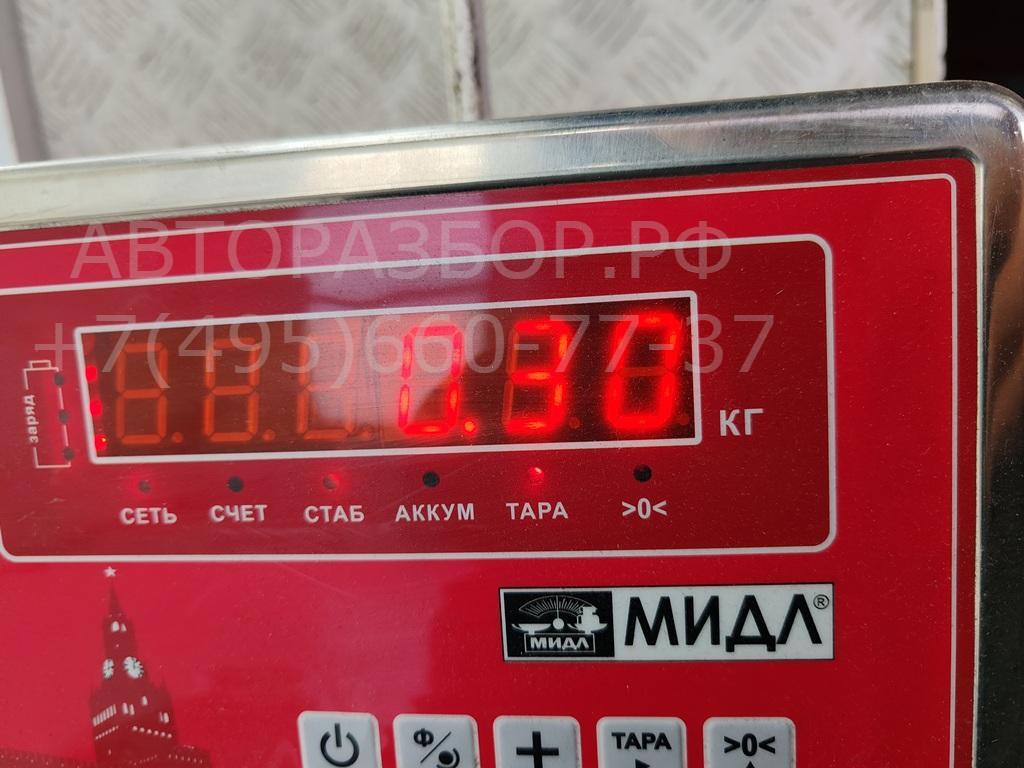 АВТОРАЗБОР.РФ
+7(495)660-77-37
0.30
заряд
КГ
СЕТЬ СЧЕТ СТАБ АККУМ ТАРА >0<
МИДЛ МИДЛ®
Ф/ + ТАРА >0<